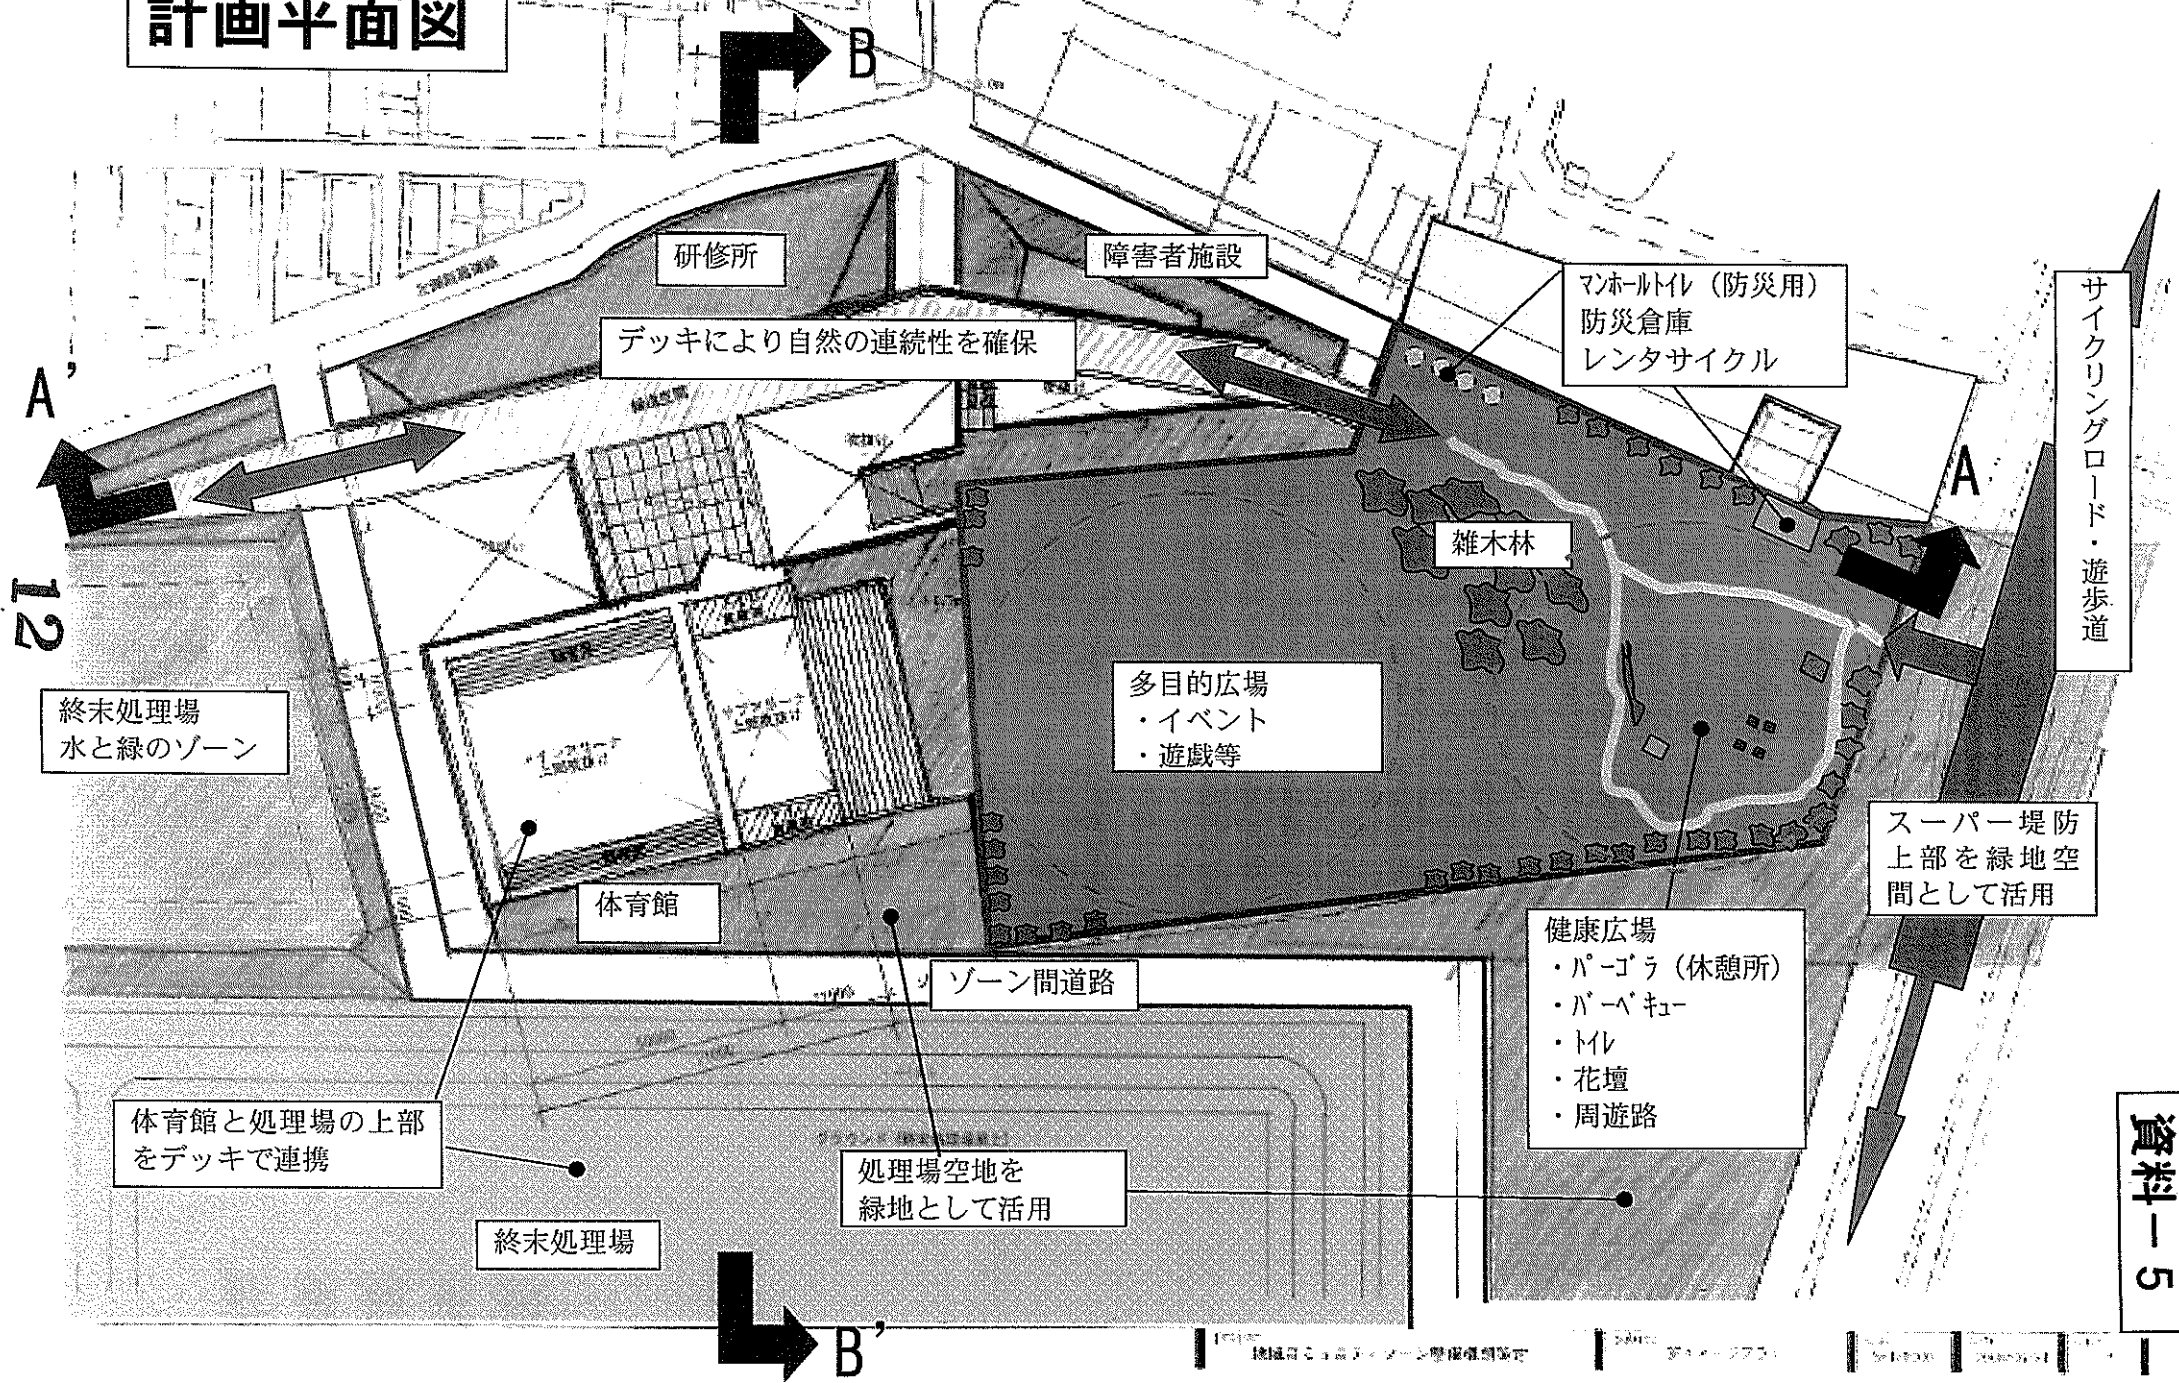 計画平面図
B
研修所
障害者施設
マンホールトイレ（防災用）
防災倉庫
レンタサイクル
デッキにより自然の連続性を確保
サイクリングロード・遊歩道
A'
A
雑木林
12
終末処理場
水と緑のゾーン
多目的広場
・イベント
・遊戯等
スーパー堤防
上部を緑地空
間として活用
体育館
健康広場
・パーゴラ（休憩所）
・バーベキュー
・トイレ
・花壇
・周遊路
ゾーン間道路
体育館と処理場の上部
をデッキで連携
処理場空地を
緑地として活用
終末処理場
資料－5
B'